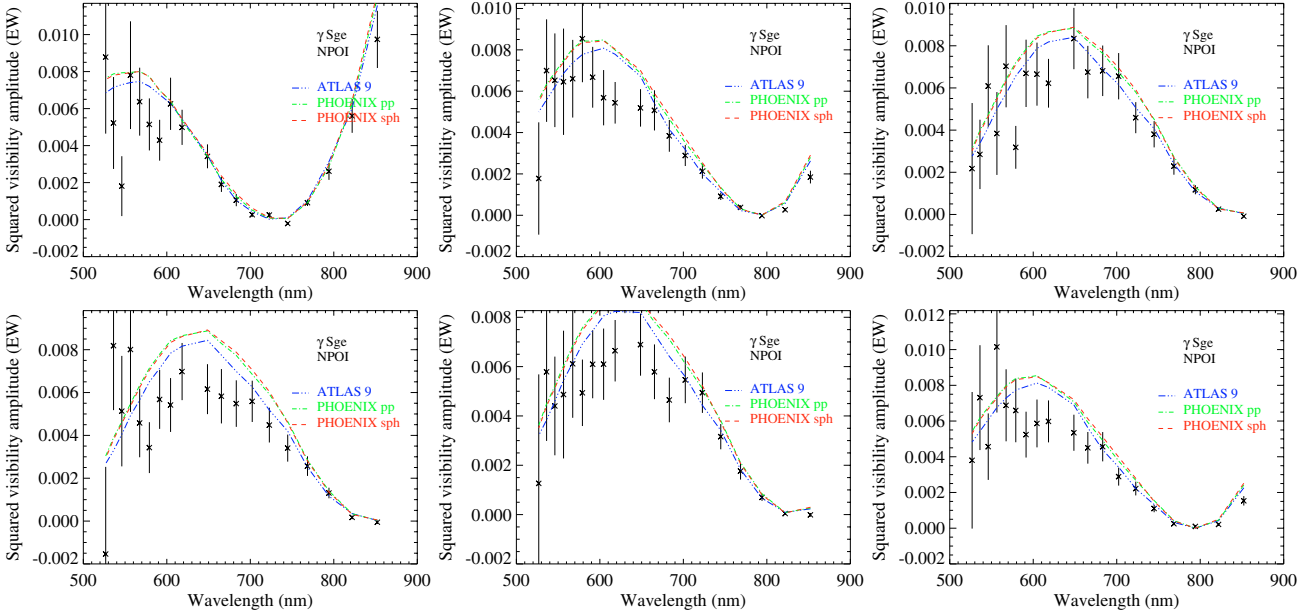 Squared visibility amplitude (EW)
0.010
0.008
0.006
0.004
0.002
0.000
-0.002
γ Sge
NPOI
ATLAS 9
PHOENIX pp
PHOENIX sph
500 600 700 800 900
Wavelength (nm)
Squared visibility amplitude (EW)
0.010
0.008
0.006
0.004
0.002
0.000
-0.002
γ Sge
NPOI
ATLAS 9
PHOENIX pp
PHOENIX sph
500 600 700 800 900
Wavelength (nm)
Squared visibility amplitude (EW)
0.010
0.008
0.006
0.004
0.002
0.000
-0.002
γ Sge
NPOI
ATLAS 9
PHOENIX pp
PHOENIX sph
500 600 700 800 900
Wavelength (nm)
Squared visibility amplitude (EW)
0.008
0.006
0.004
0.002
0.000
-0.002
γ Sge
NPOI
ATLAS 9
PHOENIX pp
PHOENIX sph
500 600 700 800 900
Wavelength (nm)
Squared visibility amplitude (EW)
0.008
0.006
0.004
0.002
0.000
-0.002
γ Sge
NPOI
ATLAS 9
PHOENIX pp
PHOENIX sph
500 600 700 800 900
Wavelength (nm)
Squared visibility amplitude (EW)
0.012
0.010
0.008
0.006
0.004
0.002
0.000
-0.002
γ Sge
NPOI
ATLAS 9
PHOENIX pp
PHOENIX sph
500 600 700 800 900
Wavelength (nm)